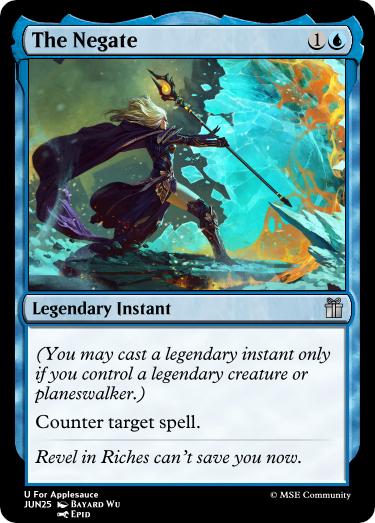 The Negate 1
Legendary Instant
(You may cast a legendary instant only
if you control a legendary creature or
planeswalker.)
Counter target spell.
Revel in Riches can't save you now.
U For Applesauce
JUN25 Bayard Wu
Epid
© MSE Community